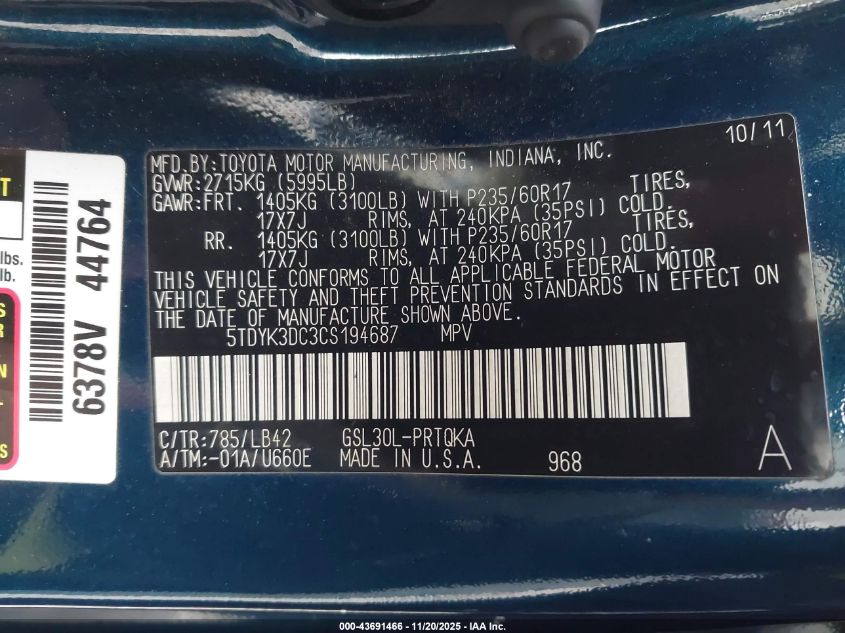 10/11
MFD.BY:TOYOTA MOTOR MANUFACTURING, INDIANA, INC.
GVWR:2715KG (5995LB)
GAWR:FRT. 1405KG (3100LB) WITH P235/60R17 TIRES,
17X7J RIMS, AT 240KPA (35PSI) COLD.
RR. 1405KG (3100LB) WITH P235/60R17 TIRES,
17X7J RIMS, AT 240KPA (35PSI) COLD.
THIS VEHICLE CONFORMS TO ALL APPLICABLE FEDERAL MOTOR
VEHICLE SAFETY AND THEFT PREVENTION STANDARDS IN EFFECT ON
THE DATE OF MANUFACTURE SHOWN ABOVE.
5TDYK3DC3CS194687 MPV
C/TR:785/LB42 GSL30L-PRTQKA
A/TM:-01A/U660E MADE IN U.S.A. 968 A
6378V 44764
lbs.
lb.
000-43691466 - 11/20/2025 - IAA Inc.